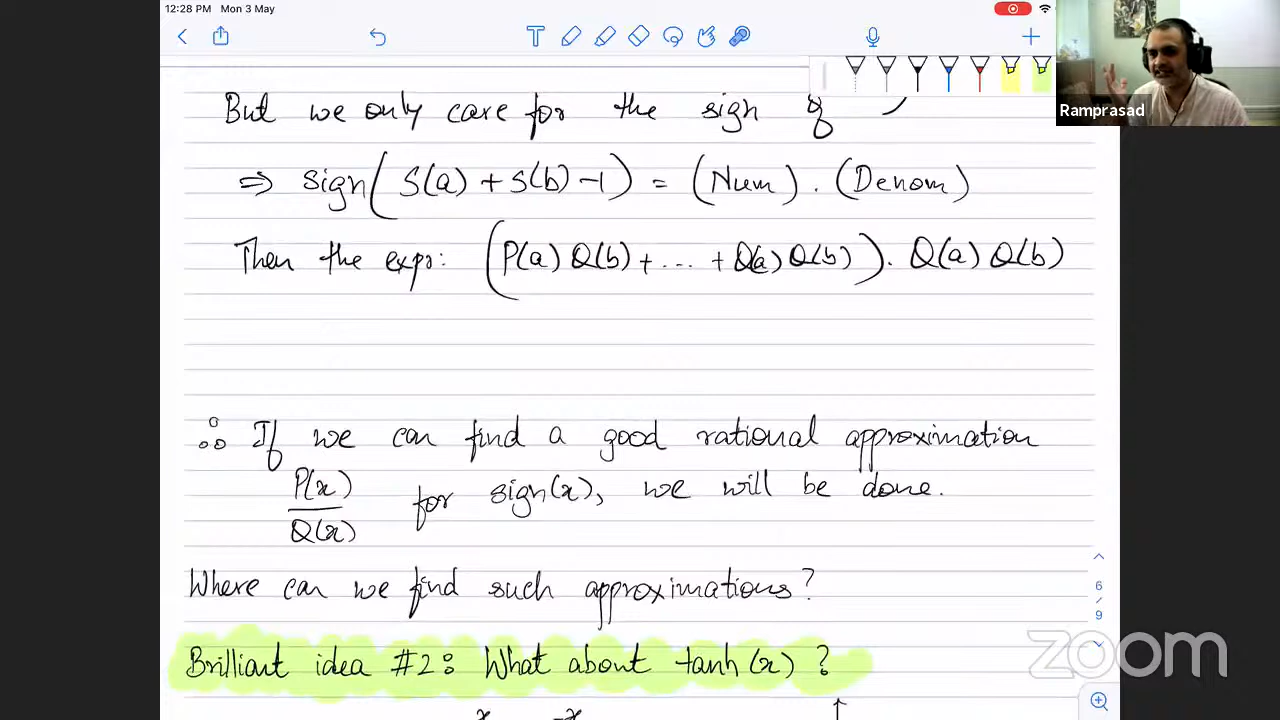 12:28 PM Mon 3 May
Ramprasad
But we only care for the sign of
⇒ sign(S(a) + S(b) -1) = (Num) . (Denom)
Then the expr: (P(a) Q(b) + ... + Q(a) Q(b)) . Q(a) Q(b)
∴ If we can find a good rational approximation
P(x)/Q(x) for sign(x), we will be done.
Where can we find such approximations?
6
/
9
Brilliant idea #2: What about tanh(x) ?
zoom